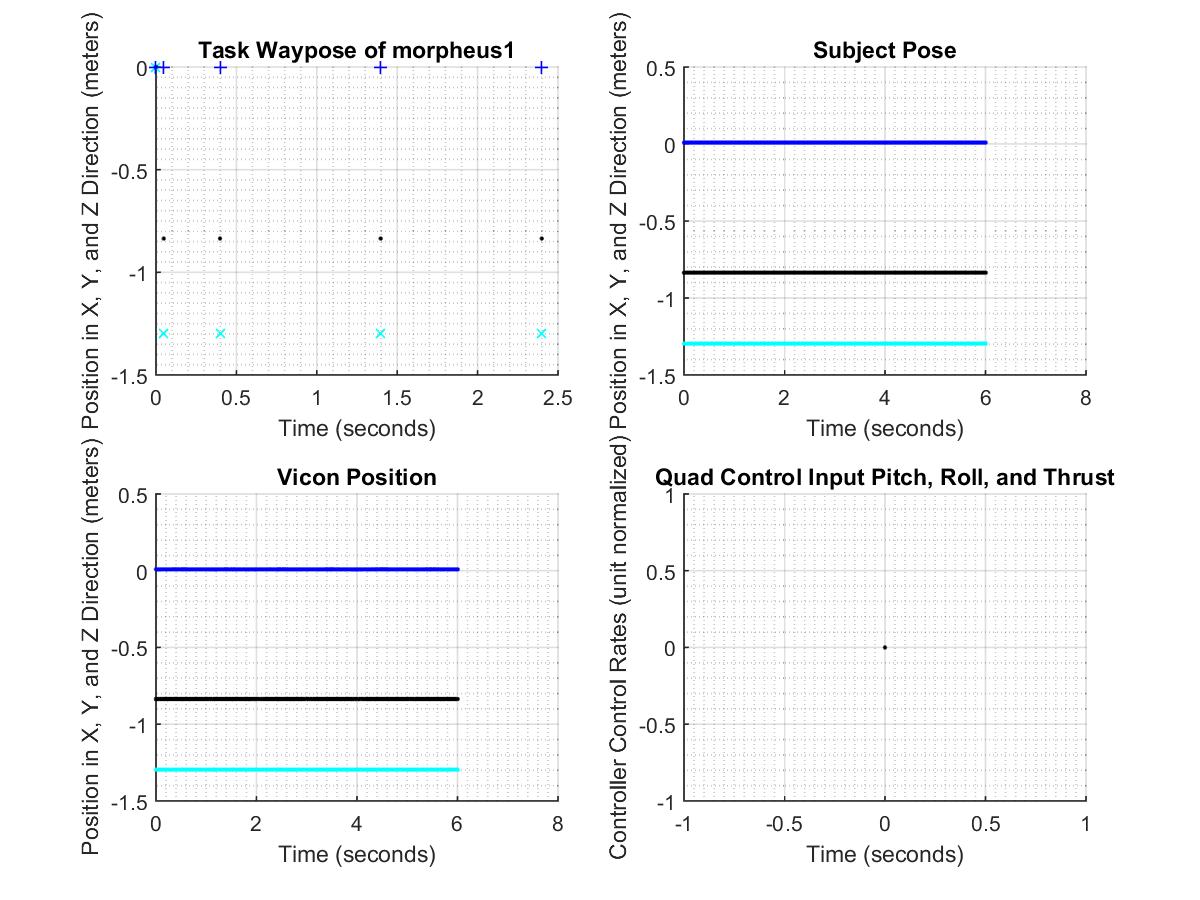 Task Waypose of morpheus1
Position in X, Y, and Z Direction (meters)
0
-0.5
-1
-1.5
0 0.5 1 1.5 2 2.5
Time (seconds)
Subject Pose
Position in X, Y, and Z Direction (meters)
0.5
0
-0.5
-1
-1.5
0 2 4 6 8
Time (seconds)
Vicon Position
Position in X, Y, and Z Direction (meters)
0.5
0
-0.5
-1
-1.5
0 2 4 6 8
Time (seconds)
Quad Control Input Pitch, Roll, and Thrust
Controller Control Rates (unit normalized)
1
0.5
0
-0.5
-1
-1 -0.5 0 0.5 1
Time (seconds)